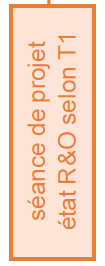 séance de projet
état R&O selon T1